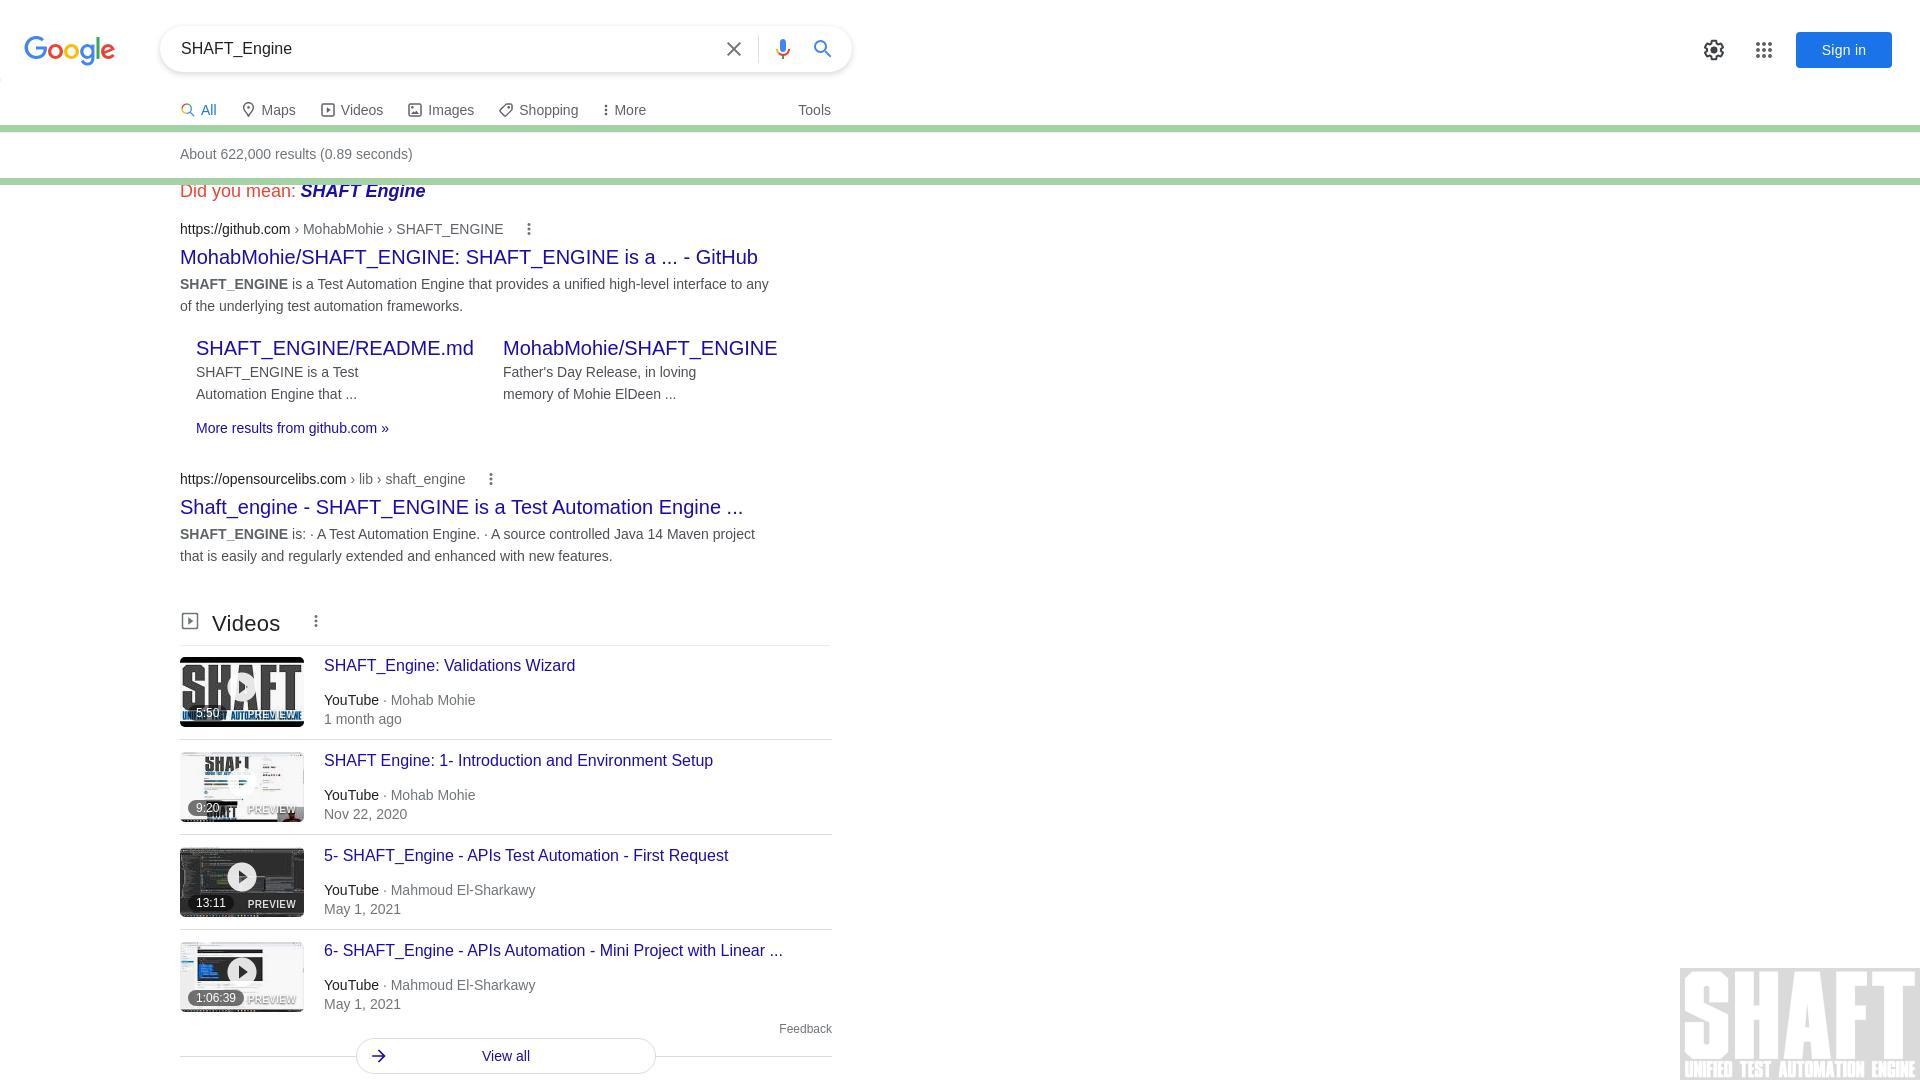 Google
SHAFT_Engine
Sign in
All Maps Videos Images Shopping More Tools
About 622,000 results (0.89 seconds)
Did you mean: SHAFT Engine
https://github.com › MohabMohie › SHAFT_ENGINE
MohabMohie/SHAFT_ENGINE: SHAFT_ENGINE is a ... - GitHub
SHAFT_ENGINE is a Test Automation Engine that provides a unified high-level interface to any
of the underlying test automation frameworks.
SHAFT_ENGINE/README.md
SHAFT_ENGINE is a Test
Automation Engine that ...
MohabMohie/SHAFT_ENGINE
Father's Day Release, in loving
memory of Mohie ElDeen ...
More results from github.com »
https://opensourcelibs.com › lib › shaft_engine
Shaft_engine - SHAFT_ENGINE is a Test Automation Engine ...
SHAFT_ENGINE is: · A Test Automation Engine. · A source controlled Java 14 Maven project
that is easily and regularly extended and enhanced with new features.
Videos
SHAFT
5:50 PREVIEW
SHAFT_Engine: Validations Wizard
YouTube · Mohab Mohie
1 month ago
SHAFT
9:20 PREVIEW
SHAFT Engine: 1- Introduction and Environment Setup
YouTube · Mohab Mohie
Nov 22, 2020
13:11 PREVIEW
5- SHAFT_Engine - APIs Test Automation - First Request
YouTube · Mahmoud El-Sharkawy
May 1, 2021
1:06:39 PREVIEW
6- SHAFT_Engine - APIs Automation - Mini Project with Linear ...
YouTube · Mahmoud El-Sharkawy
May 1, 2021
Feedback
View all
SHAFT
UNIFIED TEST AUTOMATION ENGINE